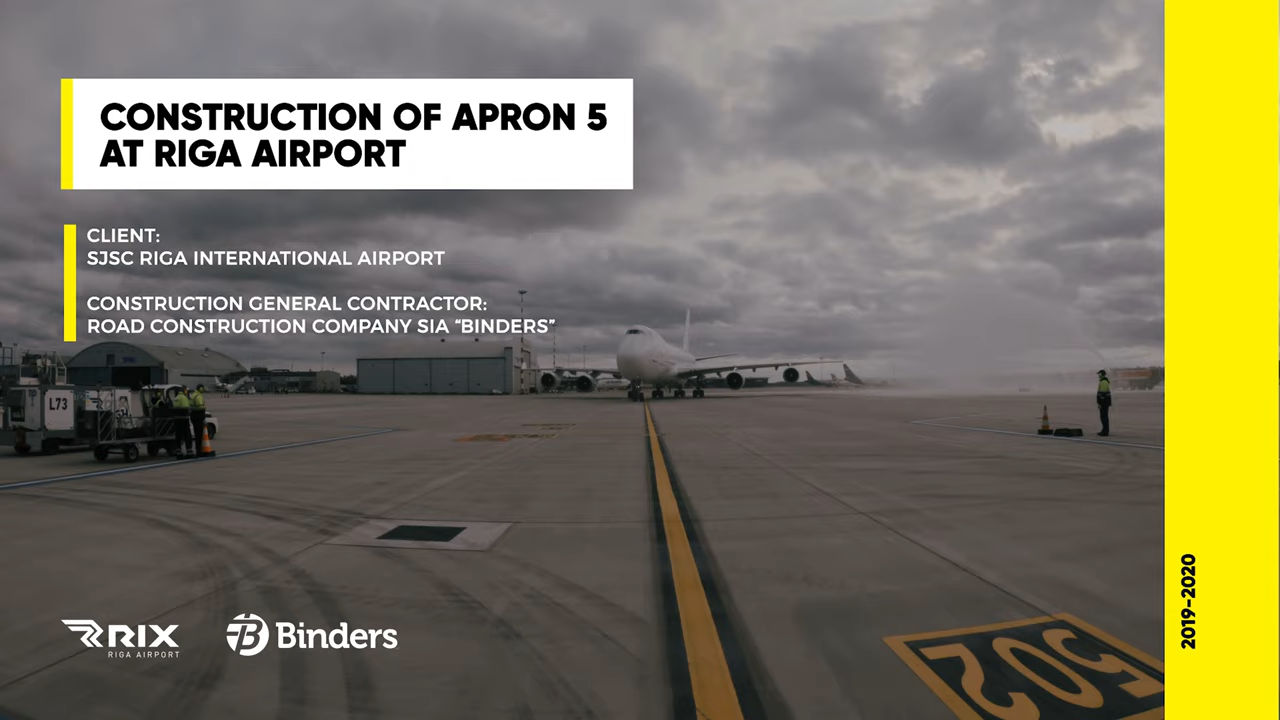 CONSTRUCTION OF APRON 5
AT RIGA AIRPORT
CLIENT:
SJSC RIGA INTERNATIONAL AIRPORT
CONSTRUCTION GENERAL CONTRACTOR:
ROAD CONSTRUCTION COMPANY SIA “BINDERS”
L73
RIX
RIGA AIRPORT
B Binders
502
2019-2020